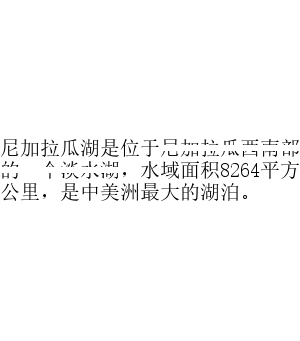 尼加拉瓜湖是位于尼加拉瓜西南部
的一个淡水湖，水域面积8264平方
公里，是中美洲最大的湖泊。